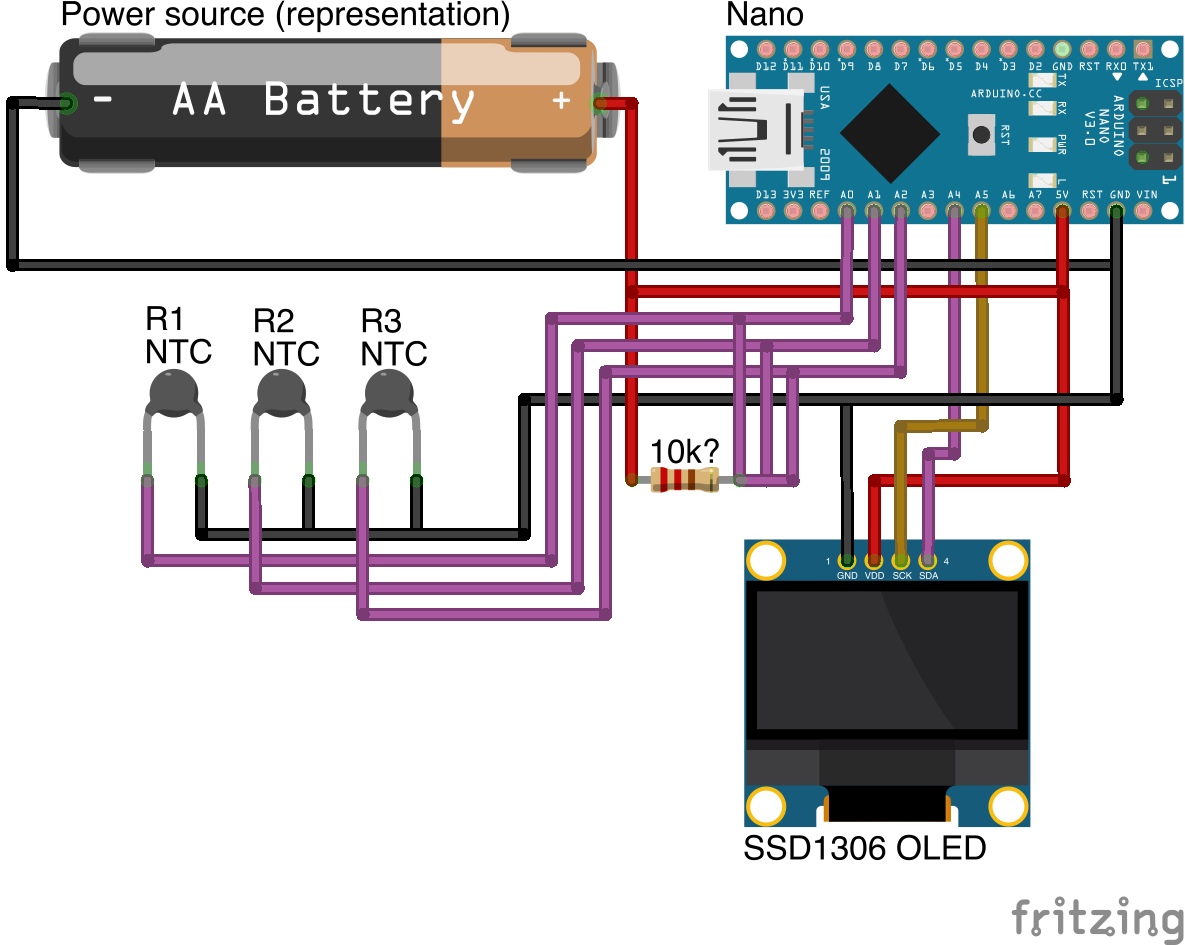 Power source (representation)
Nano
- AA Battery +
D12 D11 D10 D9 D8 D7 D6 D5 D4 D3 D2 GND RST RX0 TX1
ICSP
USA
2009
ARDUINO.CC
RST
TX
RX
PWR
L
ARDUINO
NANO
V3.0
1
D13 3V3 REF A0 A1 A2 A3 A4 A5 A6 A7 5V RST GND VIN
R1
NTC
R2
NTC
R3
NTC
10k?
1 4
GND VDD SCK SDA
SSD1306 OLED
fritzing